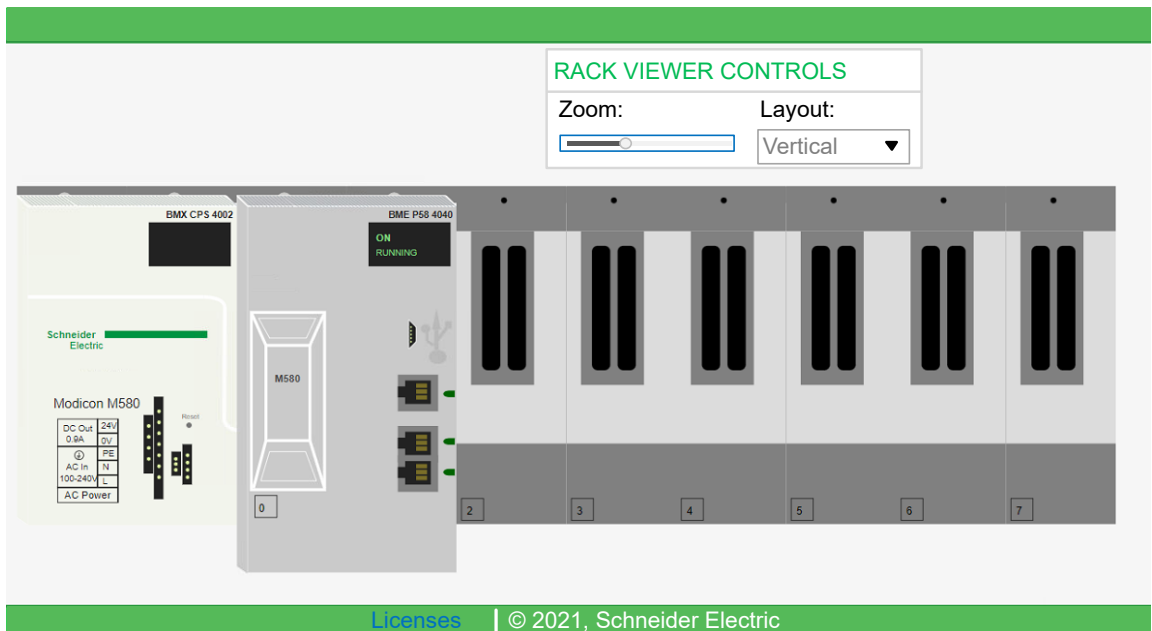 RACK VIEWER CONTROLS
Zoom: Layout:
Vertical
BMX CPS 4002
BME P58 4040
ON
RUNNING
Schneider
Electric
M580
Modicon M580
Reset
DC Out 24V
0.9A 0V
PE
AC In N
100-240V L
AC Power
0
2
3
4
5
6
7
Licenses | © 2021, Schneider Electric